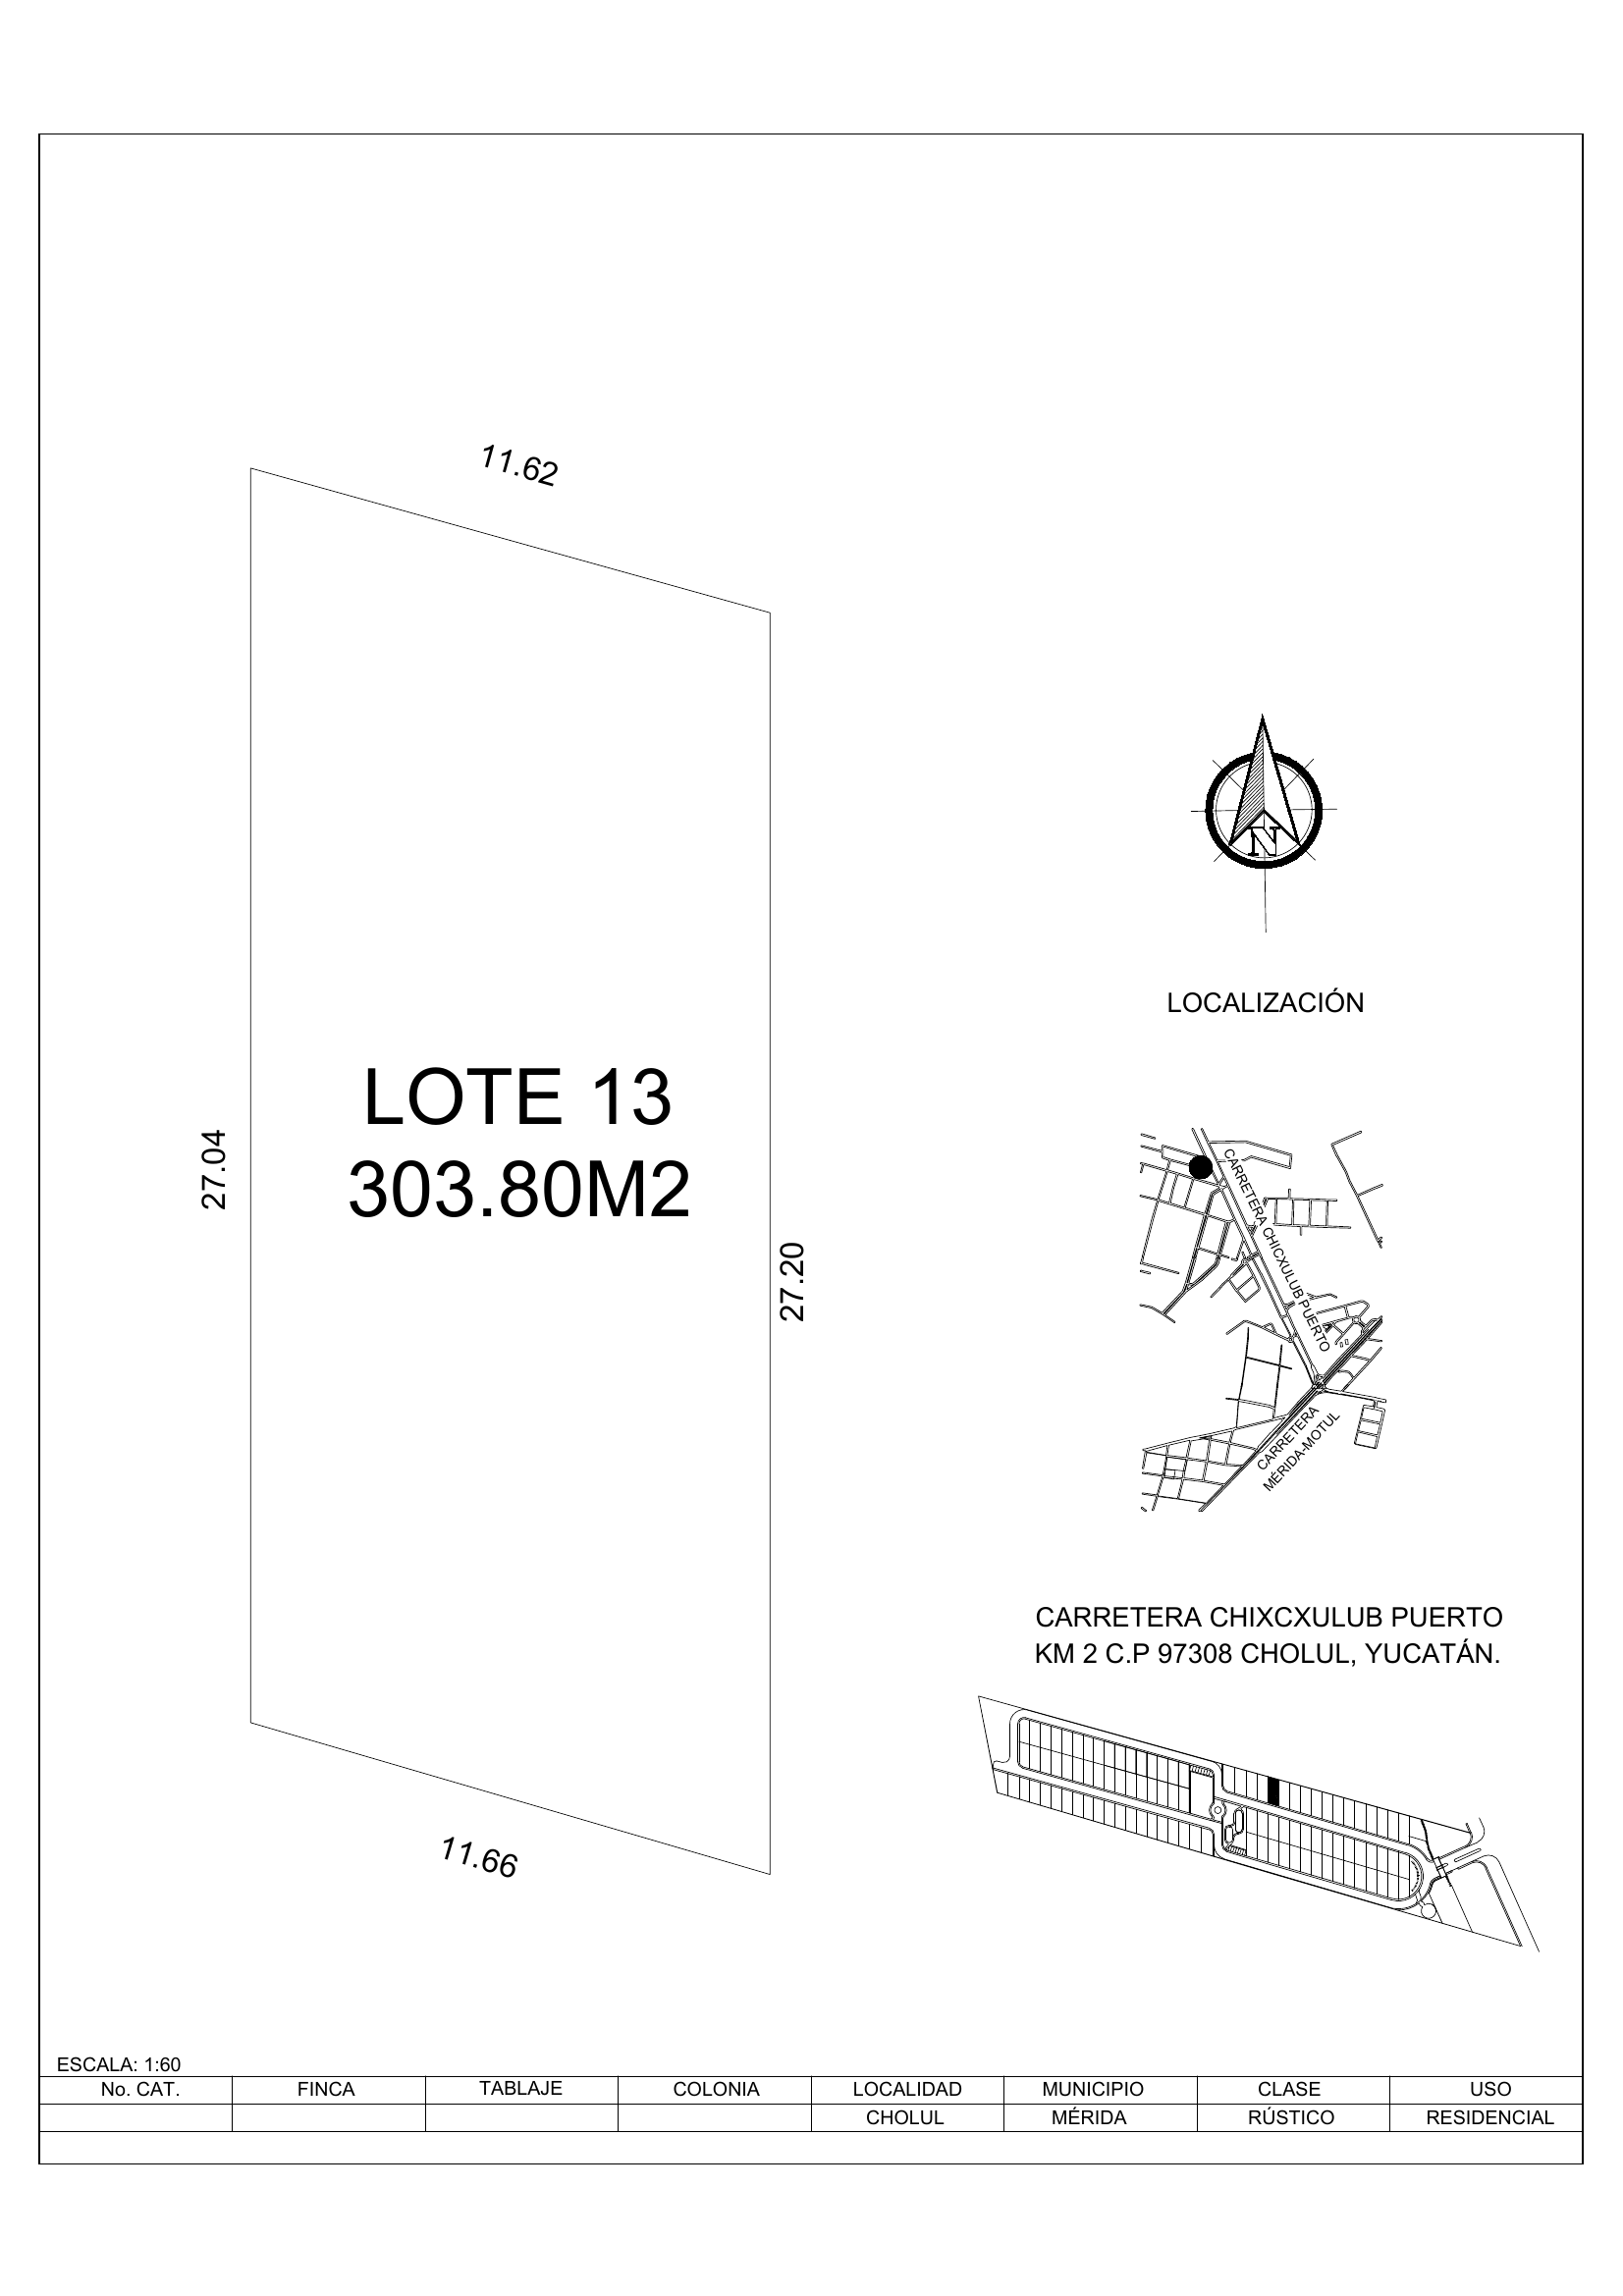 11.62
LOTE 13
303.80M2
27.04
27.20
11.66
N
LOCALIZACIÓN
CARRETERA CHICXULUB PUERTO
CARRETERA
MÉRIDA-MOTUL
CARRETERA CHIXCXULUB PUERTO
KM 2 C.P 97308 CHOLUL, YUCATÁN.
ESCALA: 1:60
No. CAT. FINCA TABLAJE COLONIA LOCALIDAD MUNICIPIO CLASE USO
CHOLUL MÉRIDA RÚSTICO RESIDENCIAL